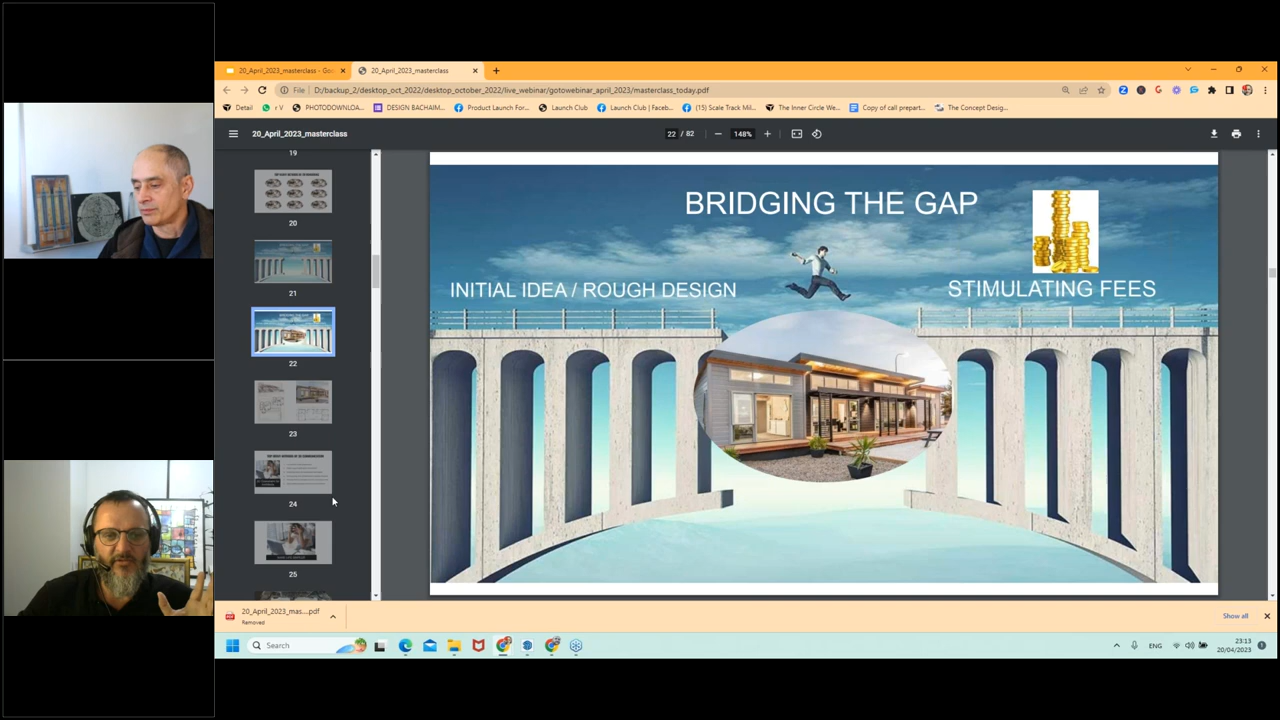 20_April_2023_masterclass - Goo
20_April_2023_masterclass
File
D:/backup_2/desktop_oct_2022/desktop_october_2022/live_webinar/gotowebinar_april_2023/masterclass_today.pdf
Detail
r V
PHOTODOWNLOA...
DESIGN BACHAIM...
Product Launch For...
Launch Club
Launch Club | Faceb...
(15) Scale Track Mil...
The Inner Circle We...
Copy of call prepart...
The Concept Desig...
20_April_2023_masterclass
22 / 82
148%
19
20
21
22
23
24
25
BRIDGING THE GAP
INITIAL IDEA / ROUGH DESIGN
STIMULATING FEES
20_April_2023_mas....pdf
Removed
Show all
Search
ENG
23:13
20/04/2023